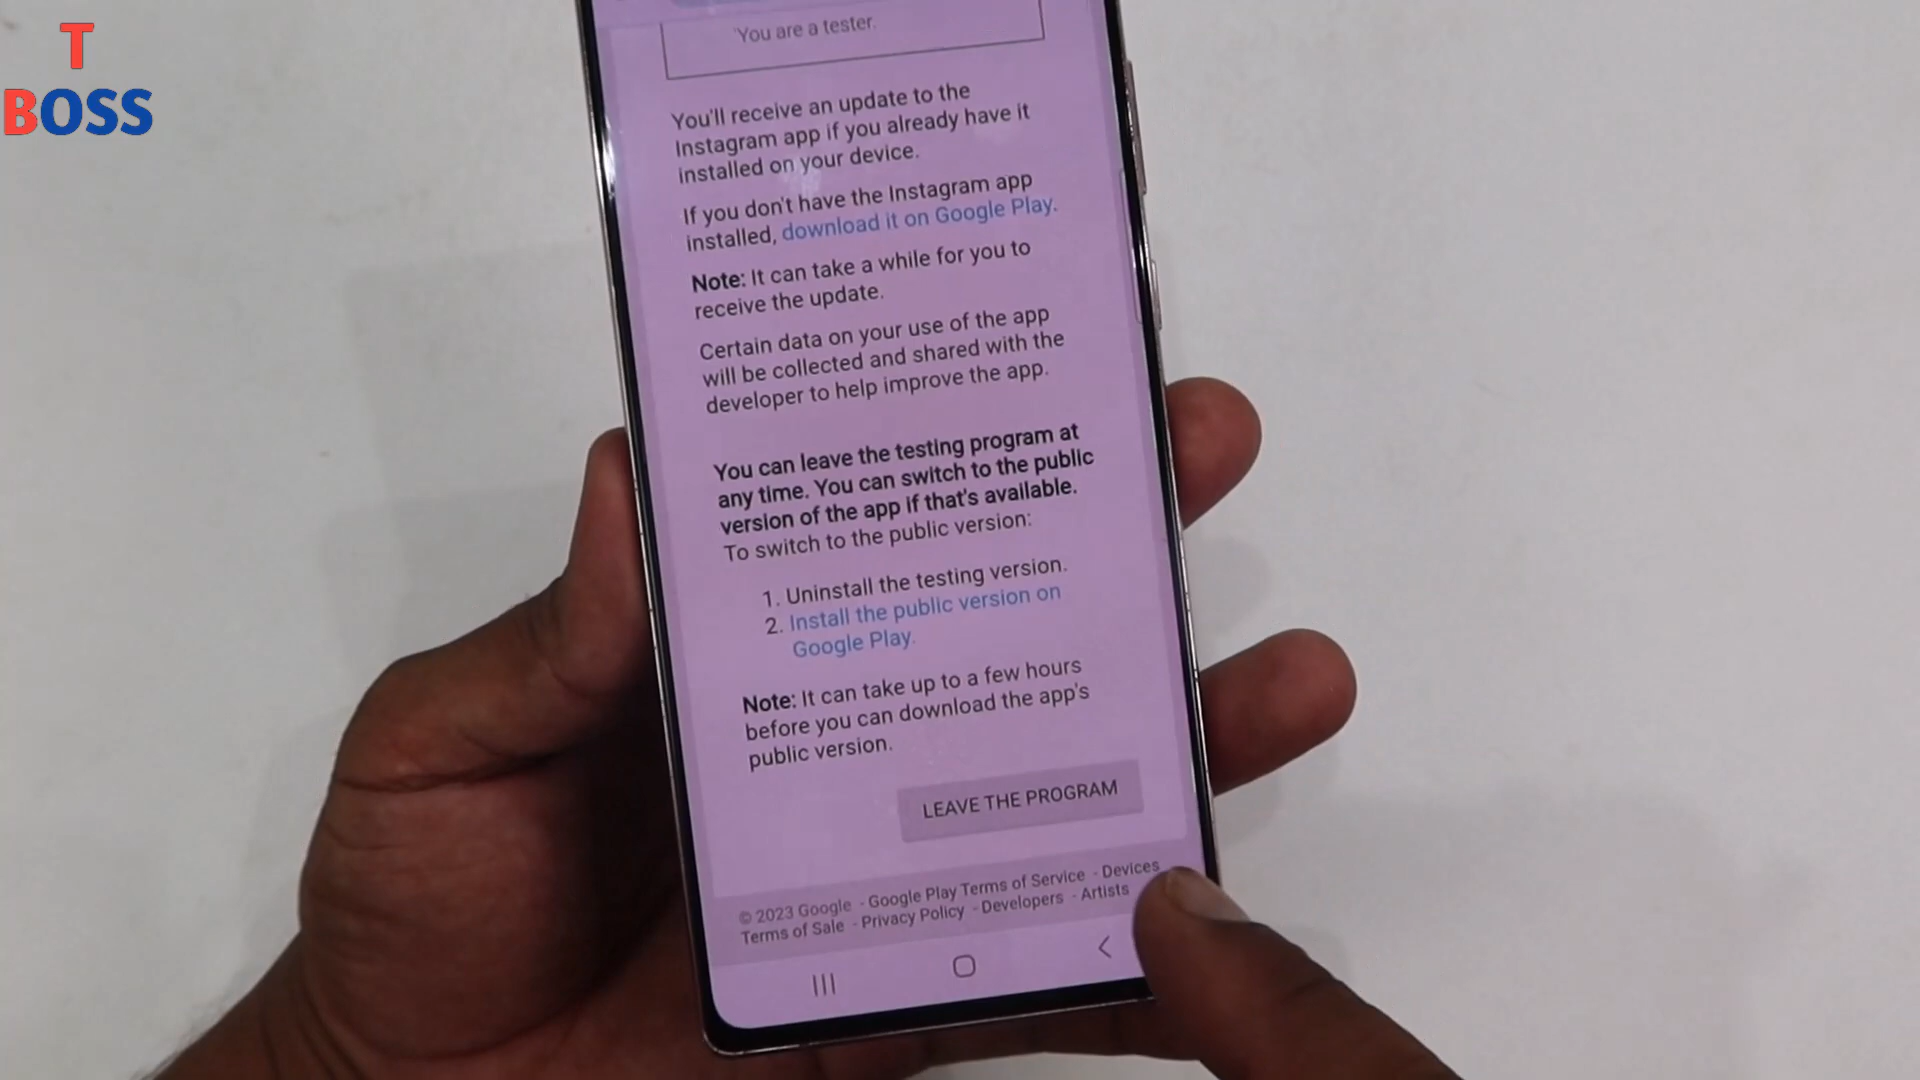 T
BOSS
You are a tester.
You'll receive an update to the
Instagram app if you already have it
installed on your device.
If you don't have the Instagram app
installed, download it on Google Play.
Note: It can take a while for you to
receive the update.
Certain data on your use of the app
will be collected and shared with the
developer to help improve the app.
You can leave the testing program at
any time. You can switch to the public
version of the app if that's available.
To switch to the public version:
1. Uninstall the testing version.
2. Install the public version on
Google Play.
Note: It can take up to a few hours
before you can download the app's
public version.
LEAVE THE PROGRAM
© 2023 Google - Google Play Terms of Service - Devices
Terms of Sale - Privacy Policy - Developers - Artists